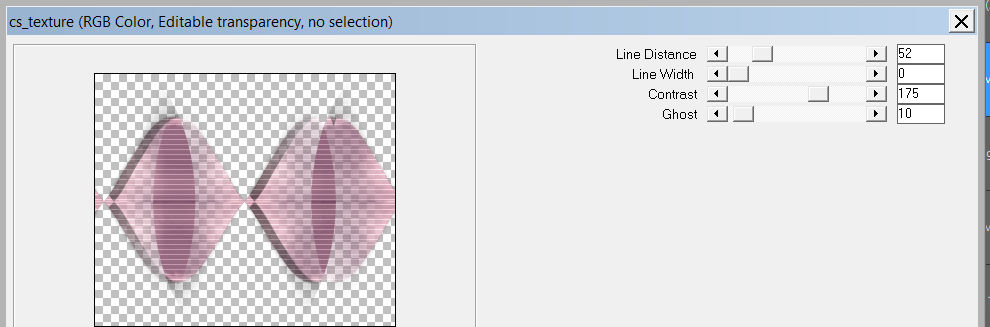 cs_texture (RGB Color, Editable transparency, no selection)
Line Distance 52
Line Width 0
Contrast 175
Ghost 10